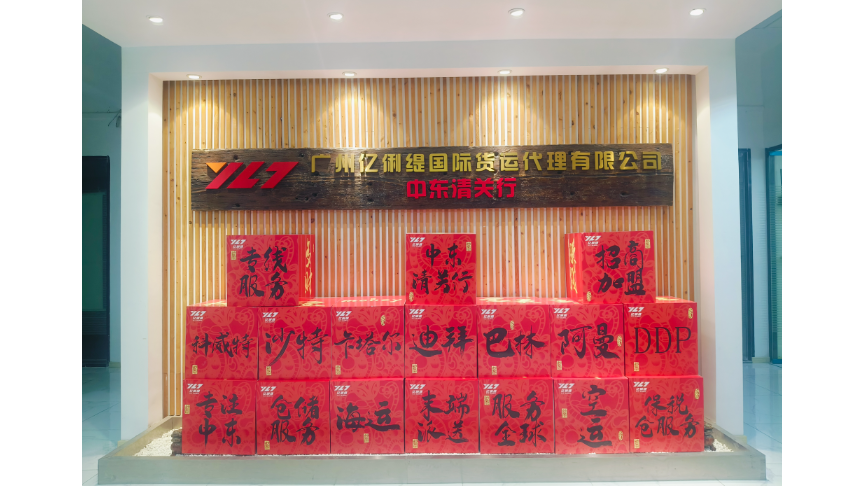 YLT
广州亿俐缇国际货运代理有限公司
中东清关行
专线
服务
中东
清关行
招商
加盟
科威特
沙特
卡塔尔
迪拜
巴林
阿曼
DDP
专注
中东
仓储
服务
海运
末端
派送
服务
全球
空运
保税
仓服务